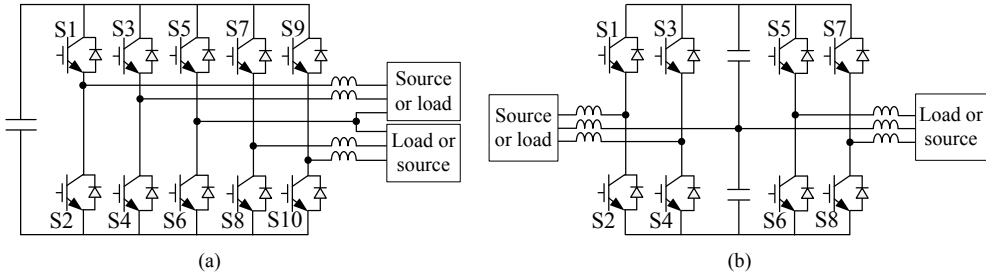 S1 S3 S5 S7 S9
Source
or load
Load or
source
S2 S4 S6 S8 S10
(a)
S1 S3 S5 S7
Source
or load
Load or
source
S2 S4 S6 S8
(b)